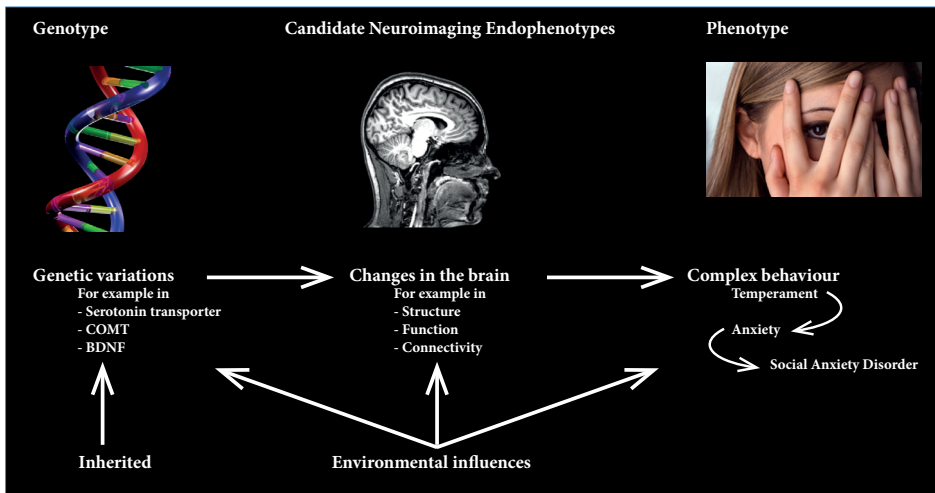 Genotype
Candidate Neuroimaging Endophenotypes
Phenotype
Genetic variations
For example in
- Serotonin transporter
- COMT
- BDNF
Changes in the brain
For example in
- Structure
- Function
- Connectivity
Complex behaviour
Temperament
Anxiety
Social Anxiety Disorder
Inherited
Environmental influences